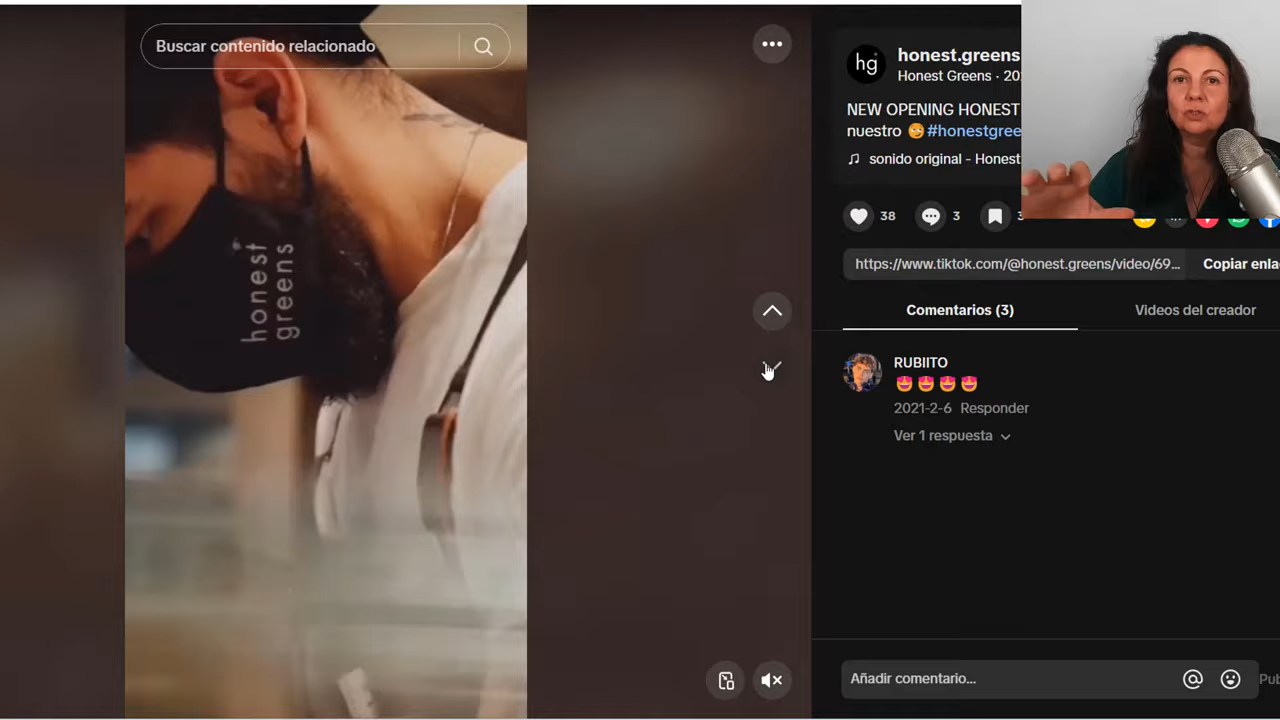 Buscar contenido relacionado
honest
greens
hg
honest.greens
Honest Greens · 20
NEW OPENING HONEST
nuestro #honestgree
sonido original - Honest
38
3
https://www.tiktok.com/@honest.greens/video/69...
Copiar enla
Comentarios (3)
Videos del creador
RUBIITO
2021-2-6 Responder
Ver 1 respuesta
Añadir comentario...
Pub